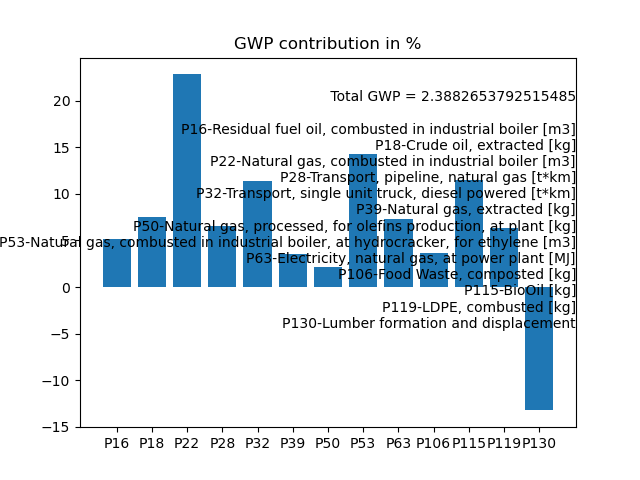 GWP contribution in %
Total GWP = 2.3882653792515485
P16-Residual fuel oil, combusted in industrial boiler [m3]
P18-Crude oil, extracted [kg]
P22-Natural gas, combusted in industrial boiler [m3]
P28-Transport, pipeline, natural gas [t*km]
P32-Transport, single unit truck, diesel powered [t*km]
P39-Natural gas, extracted [kg]
P50-Natural gas, processed, for olefins production, at plant [kg]
P53-Natural gas, combusted in industrial boiler, at hydrocracker, for ethylene [m3]
P63-Electricity, natural gas, at power plant [MJ]
P106-Food Waste, composted [kg]
P115-BioOil [kg]
P119-LDPE, combusted [kg]
P130-Lumber formation and displacement
20
15
10
5
0
−5
−10
−15
P16 P18 P22 P28 P32 P39 P50 P53 P63 P106 P115 P119 P130